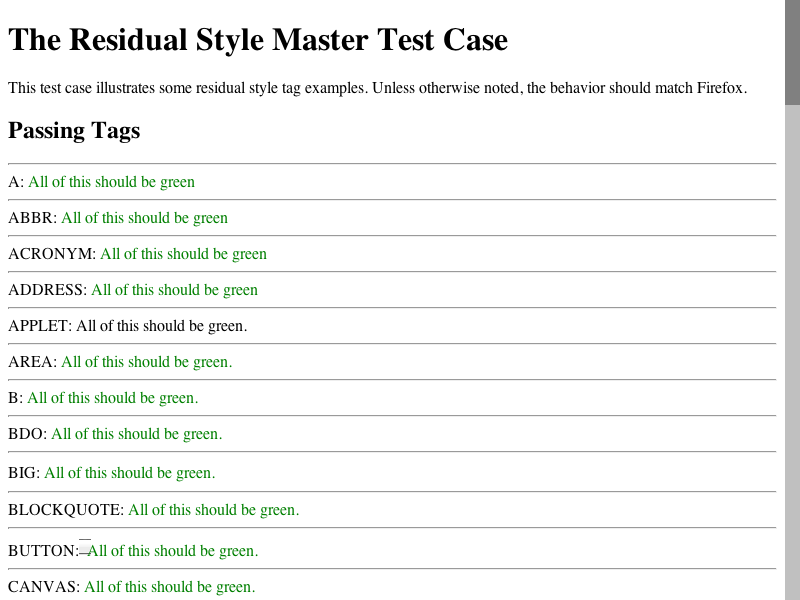 The Residual Style Master Test Case
This test case illustrates some residual style tag examples. Unless otherwise noted, the behavior should match Firefox.
Passing Tags
A: All of this should be green
ABBR: All of this should be green
ACRONYM: All of this should be green
ADDRESS: All of this should be green
APPLET: All of this should be green.
AREA: All of this should be green.
B: All of this should be green.
BDO: All of this should be green.
BIG: All of this should be green.
BLOCKQUOTE: All of this should be green.
BUTTON: All of this should be green.
CANVAS: All of this should be green.